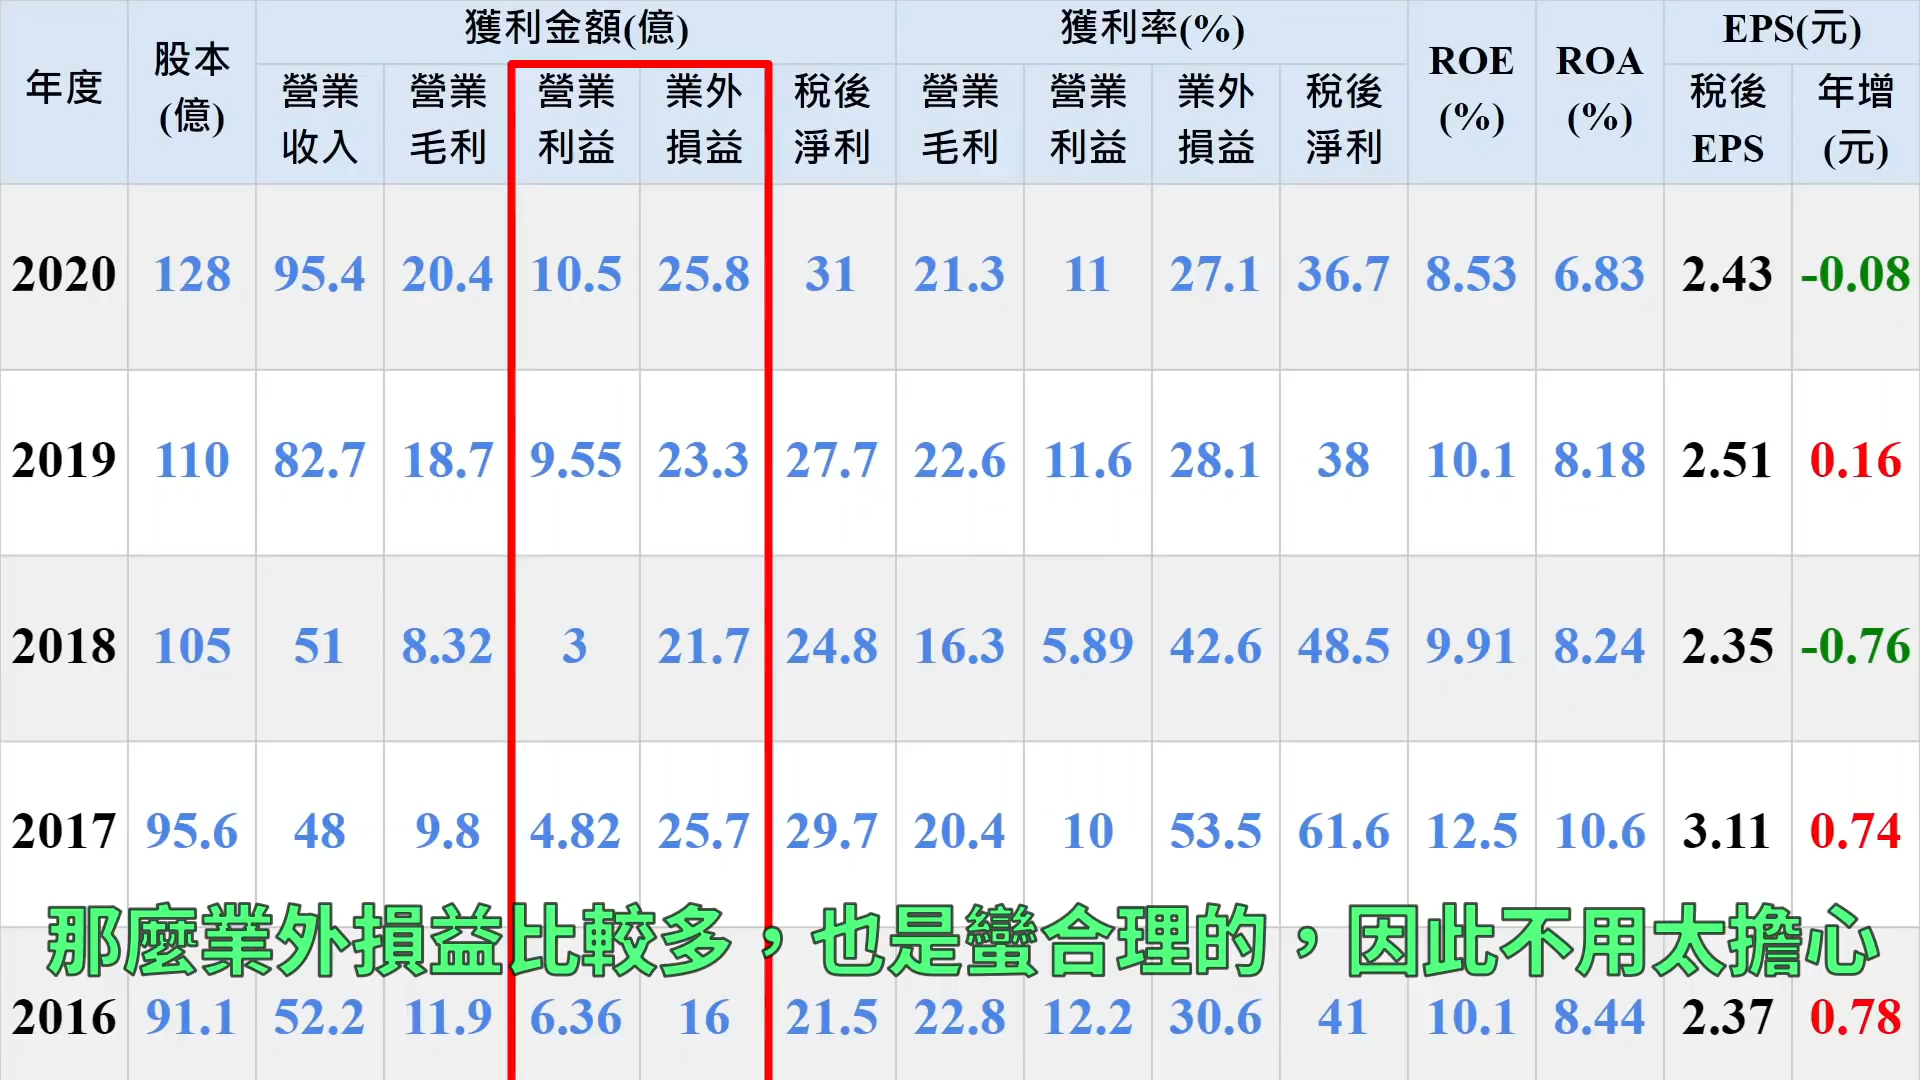 年度 股本(億) 獲利金額(億) 獲利率(%) ROE(%) ROA(%) EPS(元)
營業收入 營業毛利 營業利益 業外損益 稅後淨利 營業毛利 營業利益 業外損益 稅後淨利 稅後EPS 年增(元)
2020 128 95.4 20.4 10.5 25.8 31 21.3 11 27.1 36.7 8.53 6.83 2.43 -0.08
2019 110 82.7 18.7 9.55 23.3 27.7 22.6 11.6 28.1 38 10.1 8.18 2.51 0.16
2018 105 51 8.32 3 21.7 24.8 16.3 5.89 42.6 48.5 9.91 8.24 2.35 -0.76
2017 95.6 48 9.8 4.82 25.7 29.7 20.4 10 53.5 61.6 12.5 10.6 3.11 0.74
那麼業外損益比較多，也是蠻合理的，因此不用太擔心
2016 91.1 52.2 11.9 6.36 16 21.5 22.8 12.2 30.6 41 10.1 8.44 2.37 0.78